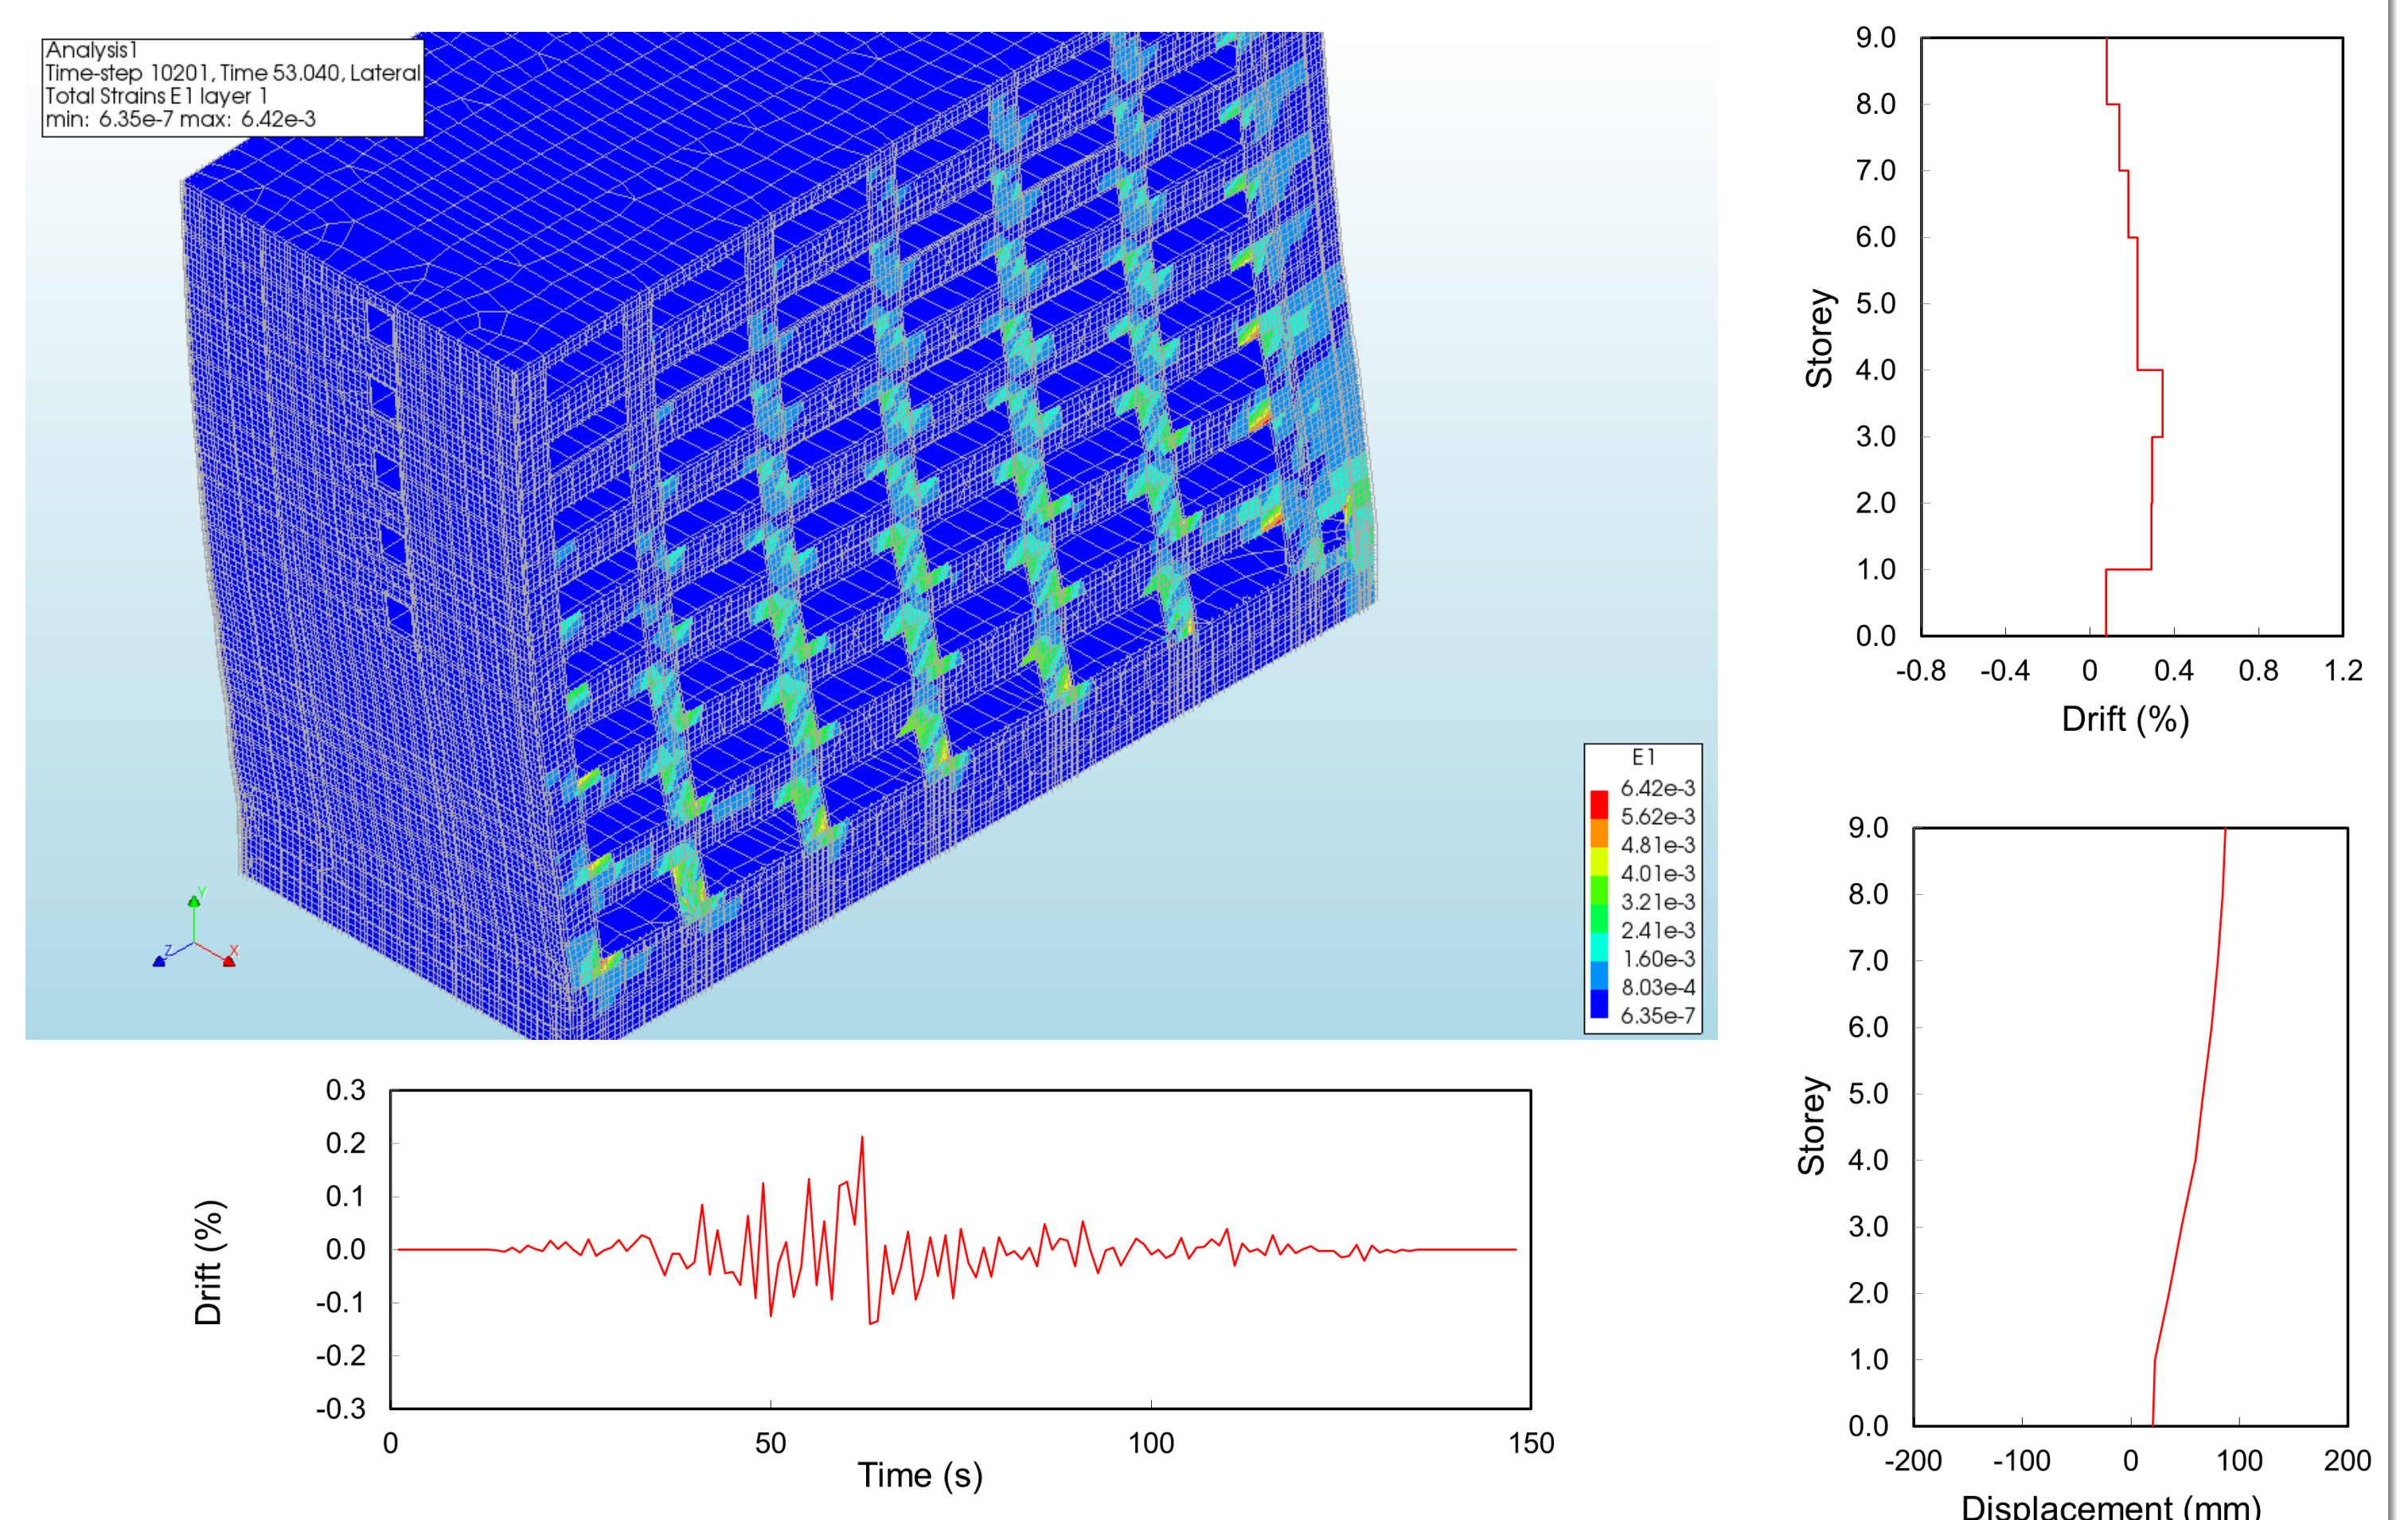 Analysis1
Time-step 10201, Time 53.040, Lateral
Total Strains E1 layer 1
min: 6.35e-7 max: 6.42e-3
Y
Z
X
E1
6.42e-3
5.62e-3
4.81e-3
4.01e-3
3.21e-3
2.41e-3
1.60e-3
8.03e-4
6.35e-7
9.0
8.0
7.0
6.0
5.0
4.0
3.0
2.0
1.0
0.0
Storey
-0.8 -0.4 0 0.4 0.8 1.2
Drift (%)
0.3
0.2
0.1
0.0
-0.1
-0.2
-0.3
Drift (%)
0 50 100 150
Time (s)
9.0
8.0
7.0
6.0
5.0
4.0
3.0
2.0
1.0
0.0
Storey
-200 -100 0 100 200
Displacement (mm)